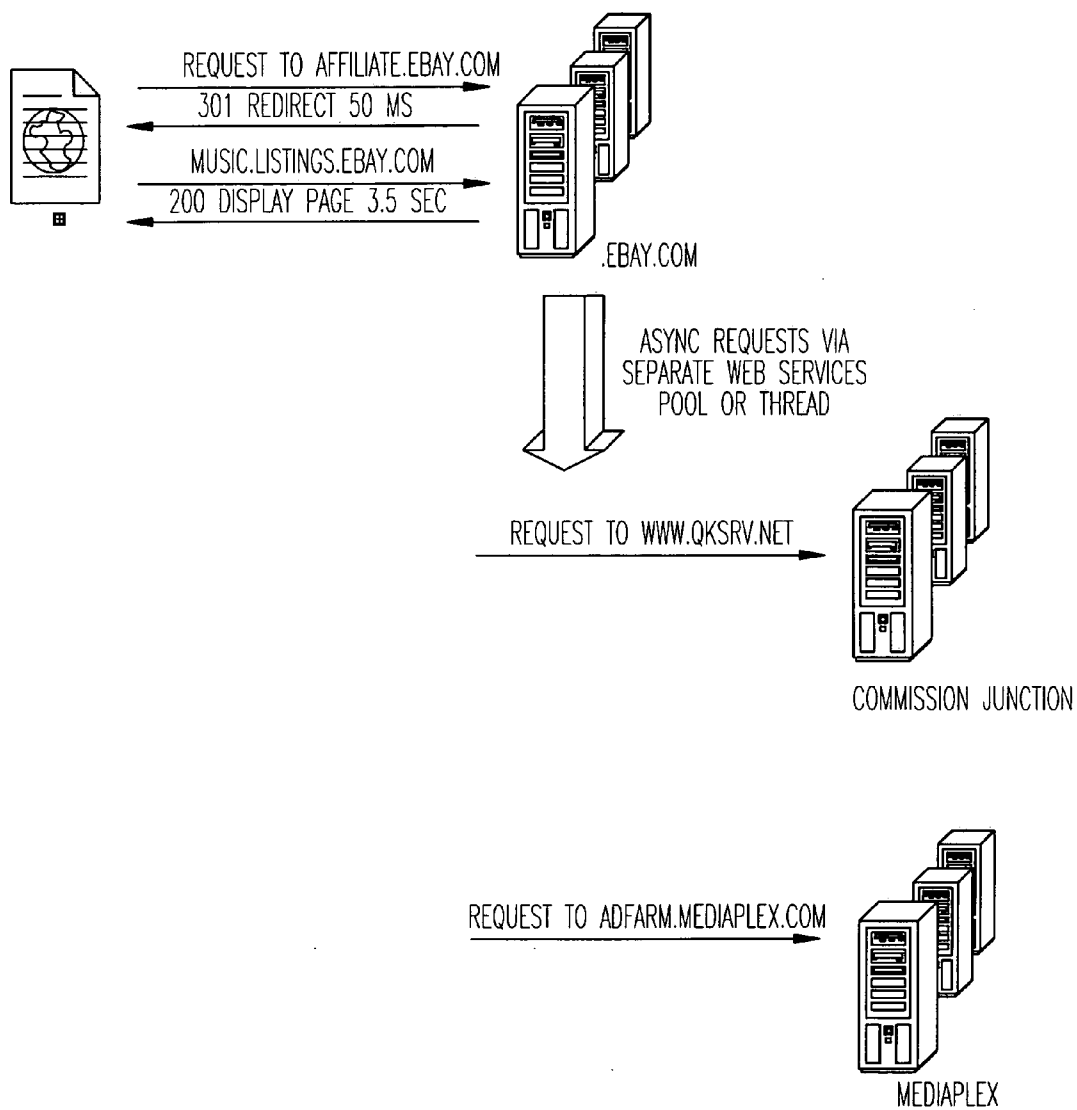 REQUEST TO AFFILIATE.EBAY.COM
301 REDIRECT 50 MS
MUSIC.LISTINGS.EBAY.COM
200 DISPLAY PAGE 3.5 SEC
.EBAY.COM
ASYNC REQUESTS VIA
SEPARATE WEB SERVICES
POOL OR THREAD
REQUEST TO WWW.QKSRV.NET
COMMISSION JUNCTION
REQUEST TO ADFARM.MEDIAPLEX.COM
MEDIAPLEX